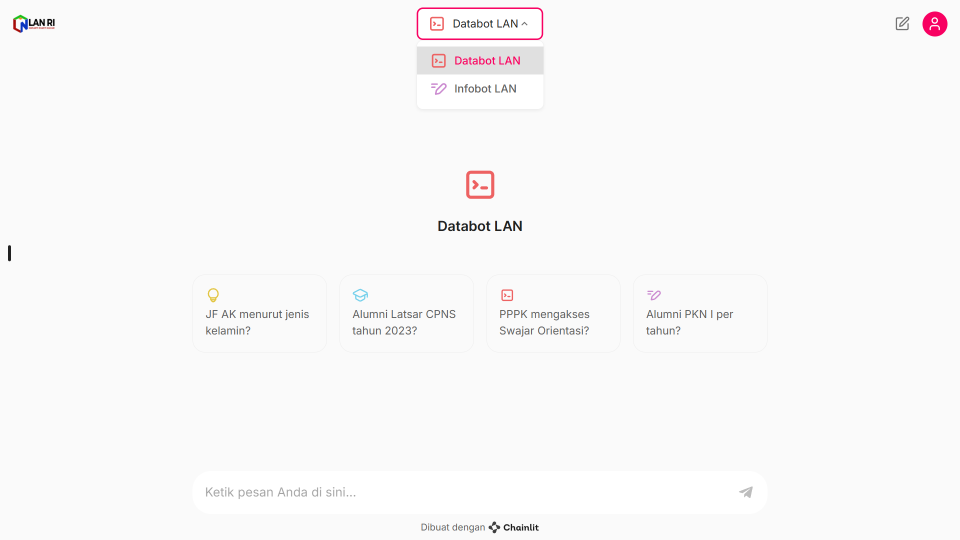 LAN RI
Databot LAN
Databot LAN
Infobot LAN
Databot LAN
JF AK menurut jenis
kelamin?
Alumni Latsar CPNS
tahun 2023?
PPPK mengakses
Swajar Orientasi?
Alumni PKN I per
tahun?
Ketik pesan Anda di sini...
Dibuat dengan Chainlit